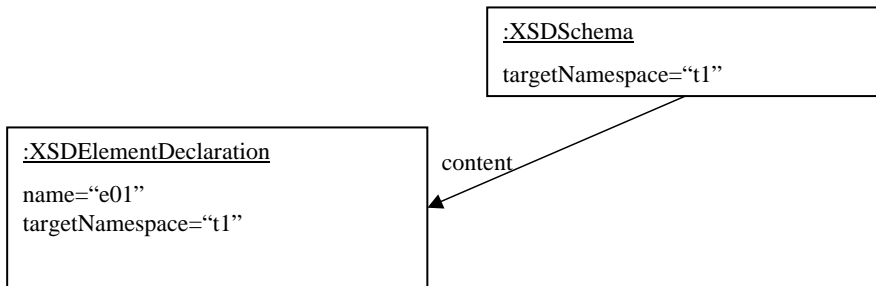 :XSDSchema
targetNamespace=“t1”
:XSDElementDeclaration
name=“e01”
targetNamespace=“t1”
content